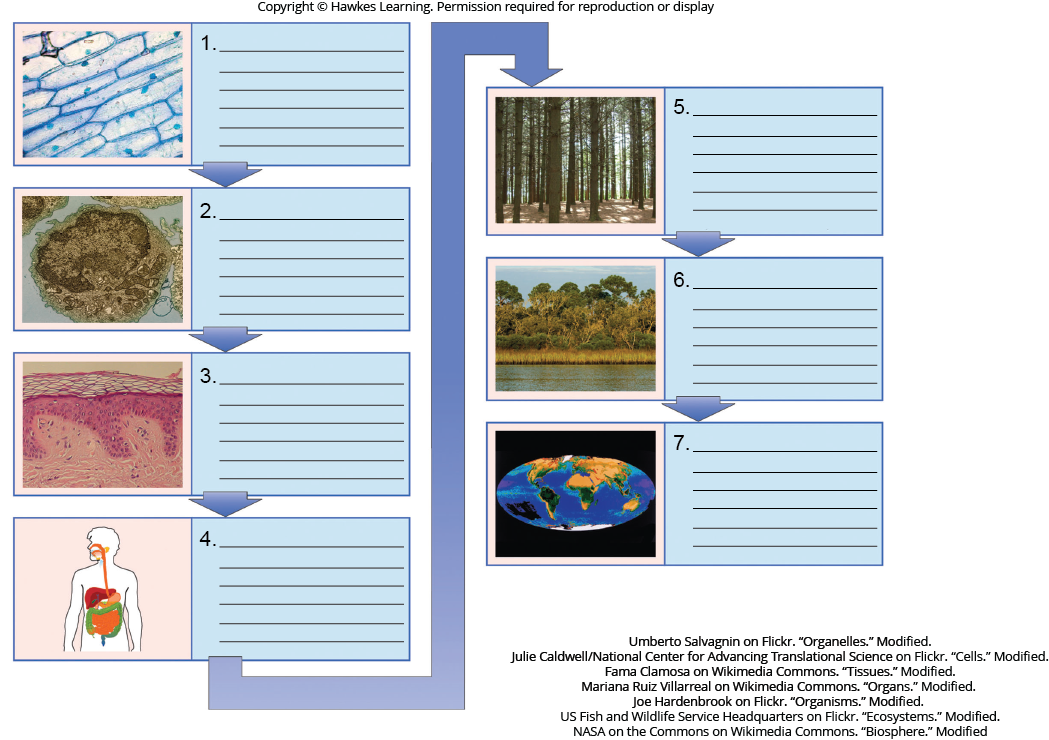 Copyright © Hawkes Learning. Permission required for reproduction or display
1.
2.
3.
4.
5.
6.
7.
Umberto Salvagnin on Flickr. “Organelles.” Modified.
Julie Caldwell/National Center for Advancing Translational Science on Flickr. “Cells.” Modified.
Fama Clamosa on Wikimedia Commons. “Tissues.” Modified.
Mariana Ruiz Villarreal on Wikimedia Commons. “Organs.” Modified.
Joe Hardenbrook on Flickr. “Organisms.” Modified.
US Fish and Wildlife Service Headquarters on Flickr. “Ecosystems.” Modified.
NASA on the Commons on Wikimedia Commons. “Biosphere.” Modified